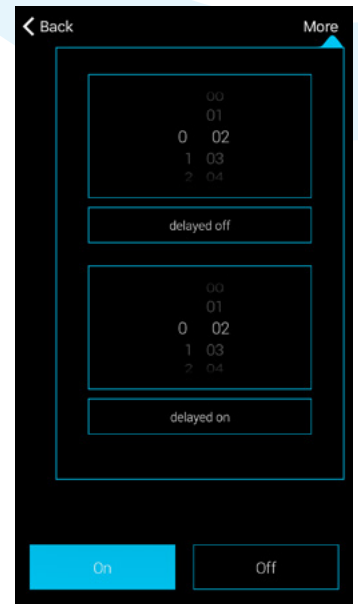 Back More
00
01
0 02
1 03
2 04
delayed off
00
01
0 02
1 03
2 04
delayed on
On Off